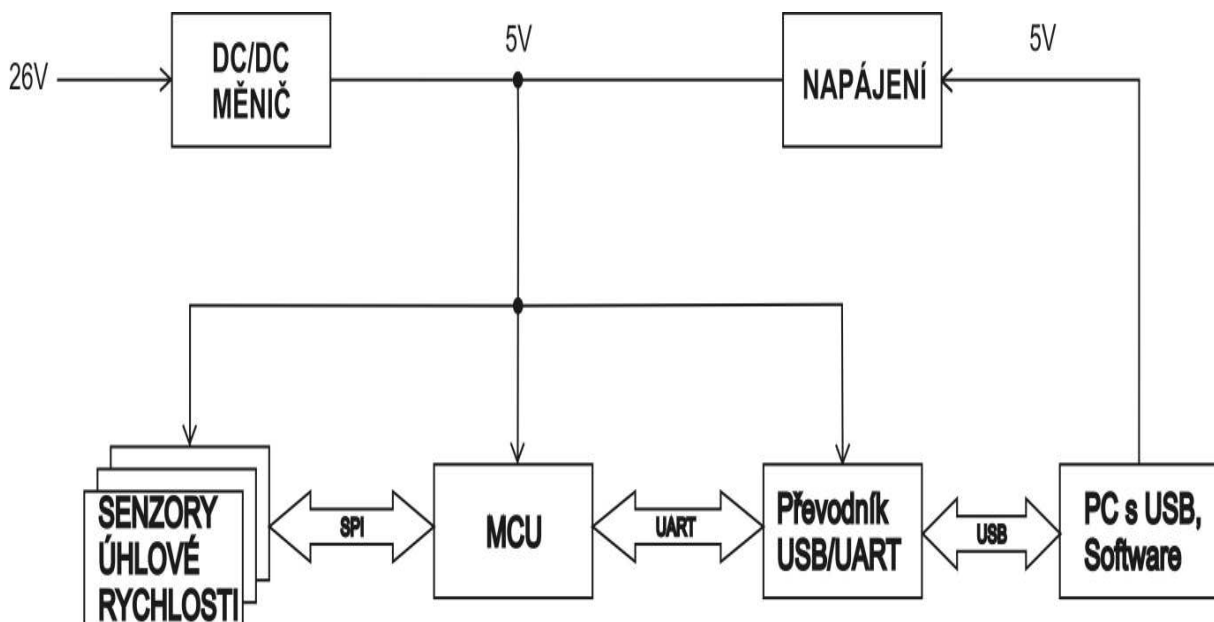 26V
DC/DC
MĚNIČ
5V
NAPÁJENÍ
5V
SENZORY
ÚHLOVÉ
RYCHLOSTI
SPI
MCU
UART
Převodník
USB/UART
USB
PC s USB,
Software